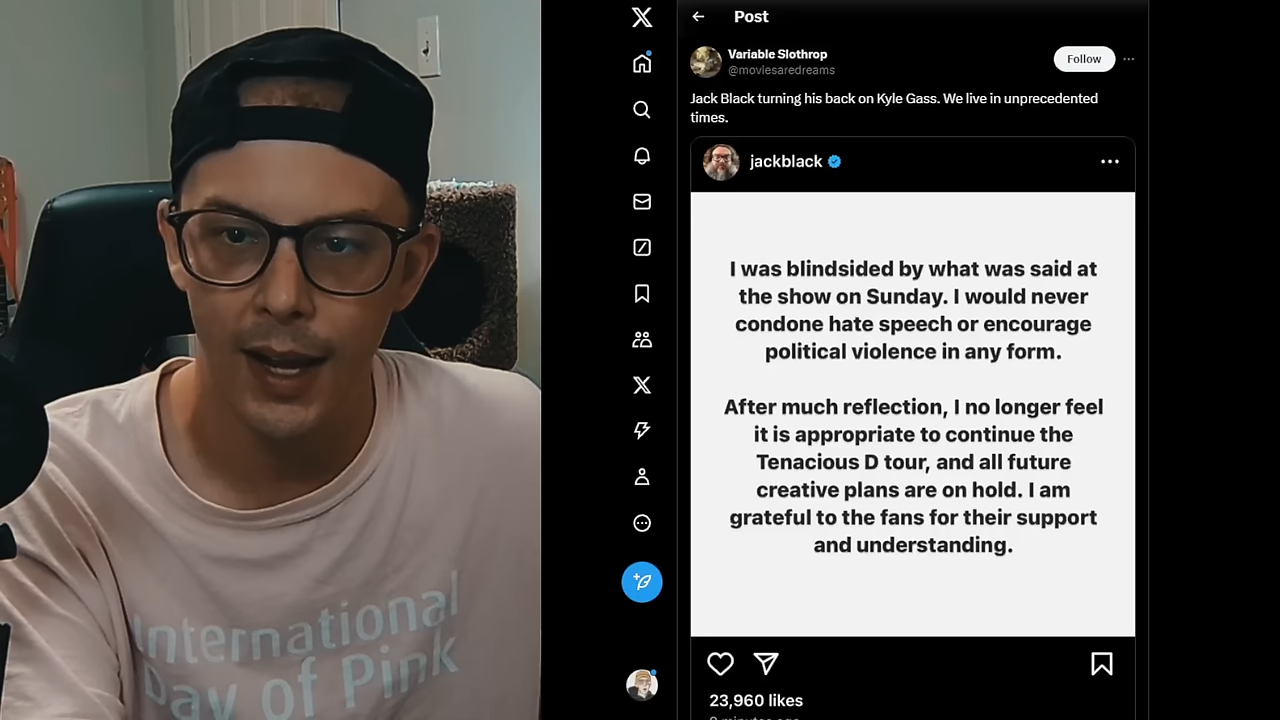 Post
Variable Slothrop
@moviesaredreams
Follow
Jack Black turning his back on Kyle Gass. We live in unprecedented
times.
jackblack
I was blindsided by what was said at
the show on Sunday. I would never
condone hate speech or encourage
political violence in any form.
After much reflection, I no longer feel
it is appropriate to continue the
Tenacious D tour, and all future
creative plans are on hold. I am
grateful to the fans for their support
and understanding.
23,960 likes
International
Day of Pink